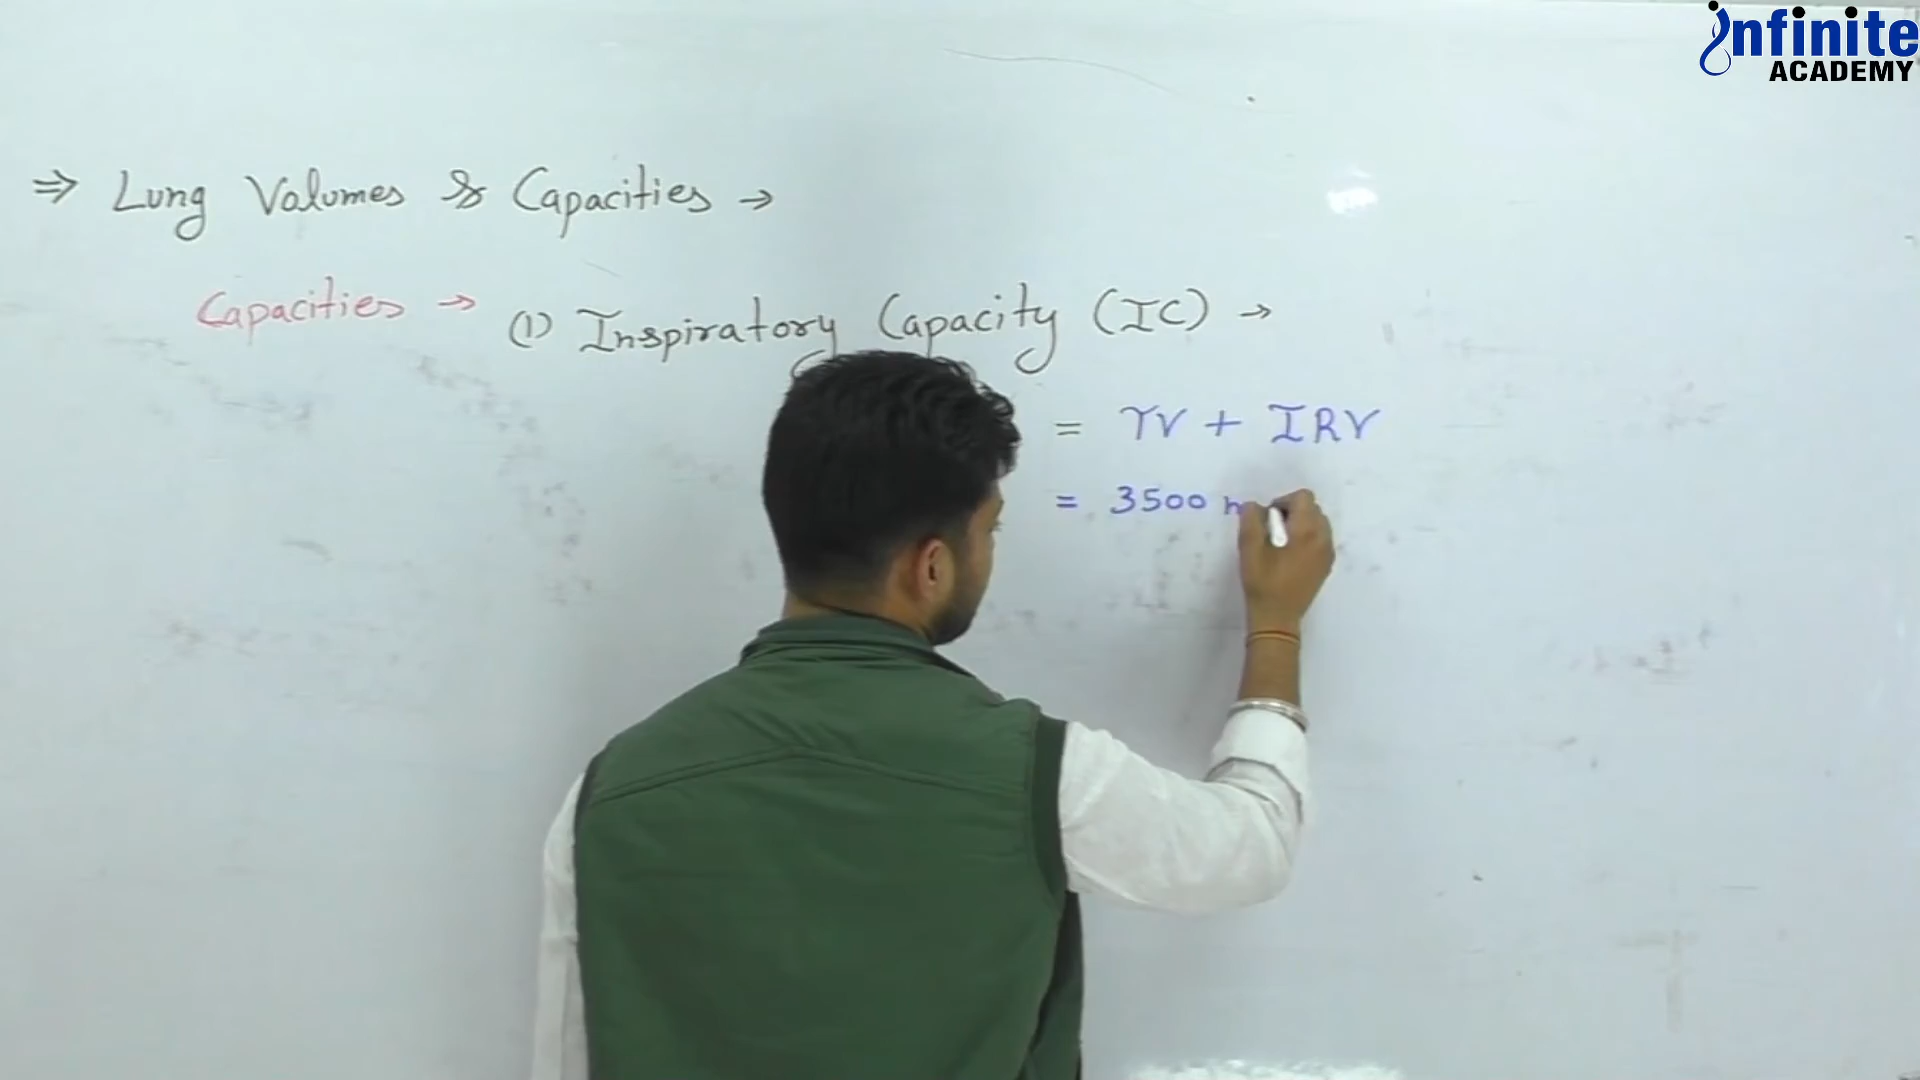 infinite
ACADEMY
⇒ Lung Volumes & Capacities →
Capacities → (1) Inspiratory Capacity (IC) →
= TV + IRV
= 3500